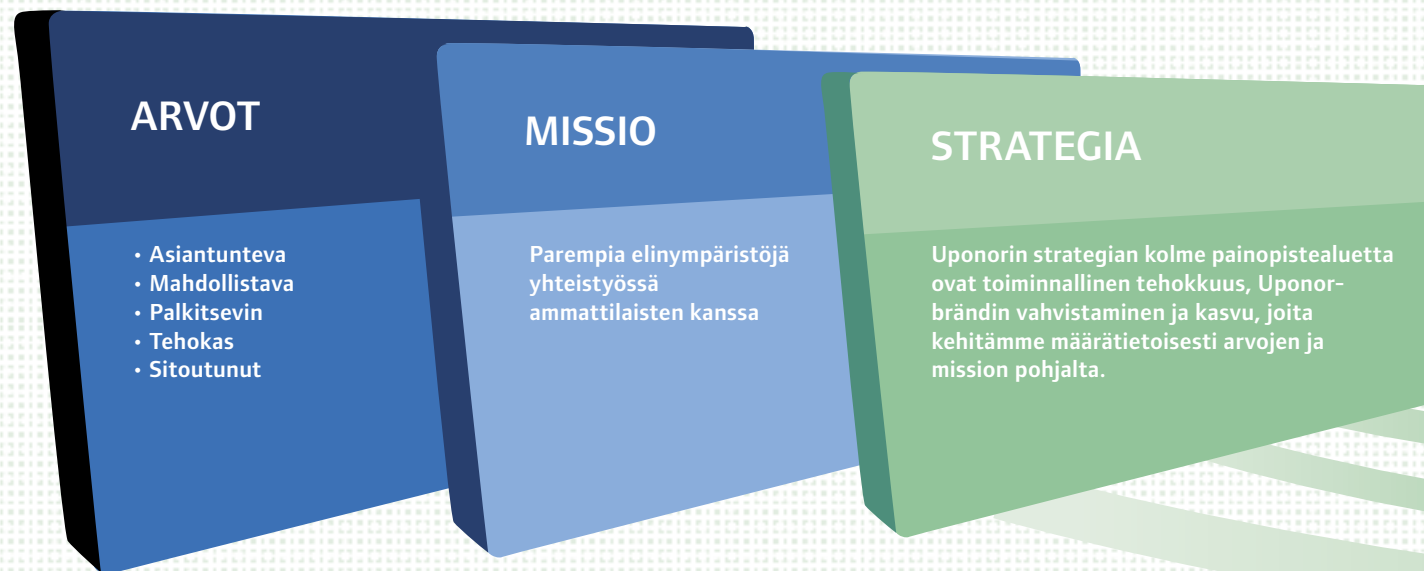 ARVOT
• Asiantunteva
• Mahdollistava
• Palkitsevin
• Tehokas
• Sitoutunut
MISSIO
Parempia elinympäristöjä
yhteistyössä
ammattilaisten kanssa
STRATEGIA
Uponorin strategian kolme painopistealuetta
ovat toiminnallinen tehokkuus, Uponor-
brändin vahvistaminen ja kasvu, joita
kehitämme määrätietoisesti arvojen ja
mission pohjalta.